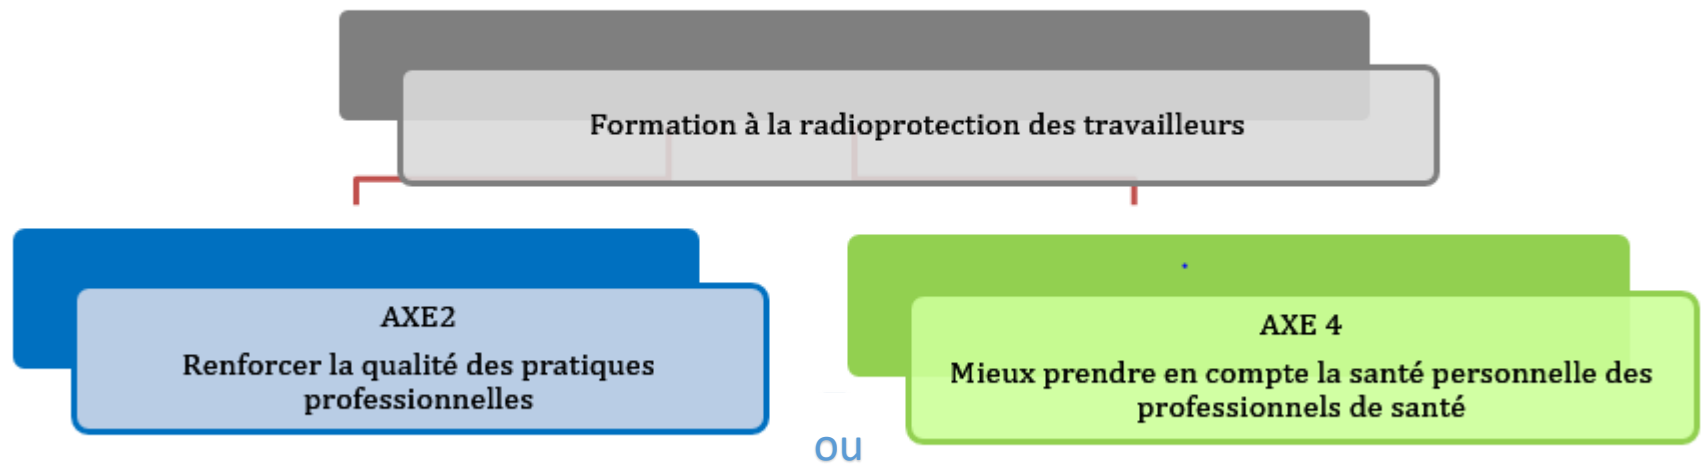 Formation à la radioprotection des travailleurs
AXE2
Renforcer la qualité des pratiques
professionnelles
ou
AXE 4
Mieux prendre en compte la santé personnelle des
professionnels de santé